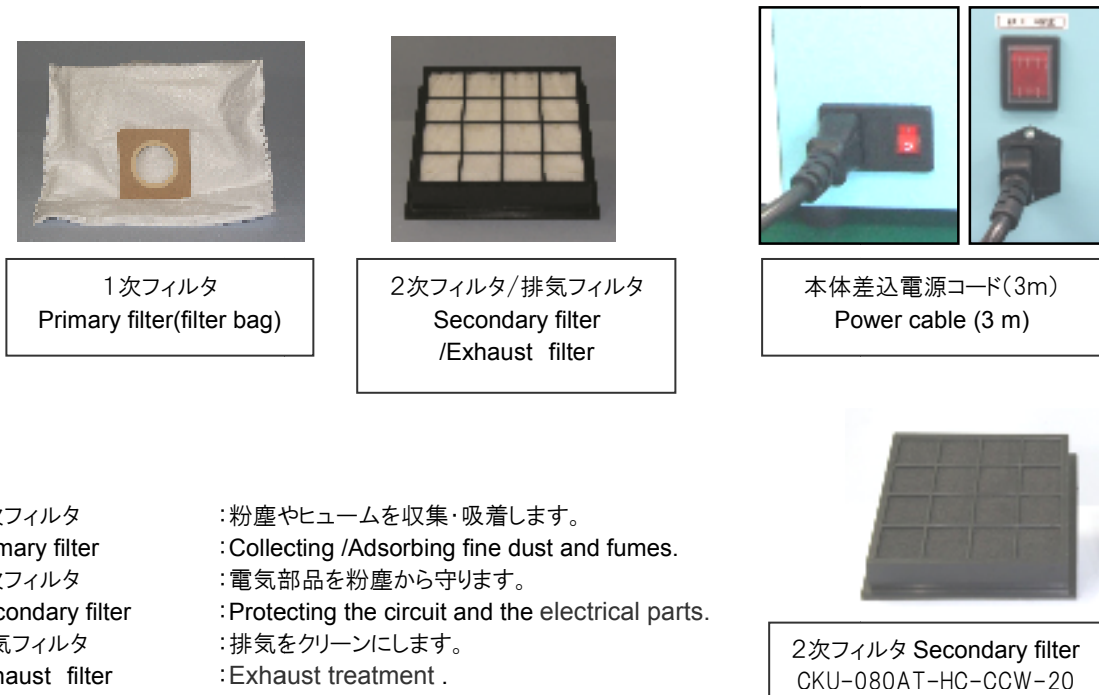 1次フィルタ
Primary filter(filter bag)
2次フィルタ/排気フィルタ
Secondary filter
/Exhaust filter
本体差込電源コード(3m)
Power cable (3 m)
フィルタ
mary filter
:粉塵やヒュームを収集・吸着します。
:Collecting /Adsorbing fine dust and fumes.
フィルタ
condary filter
:電気部品を粉塵から守ります。
:Protecting the circuit and the electrical parts.
気フィルタ
haust filter
:排気をクリーンにします。
:Exhaust treatment .
2次フィルタ Secondary filter
CKU-080AT-HC-CCW-20